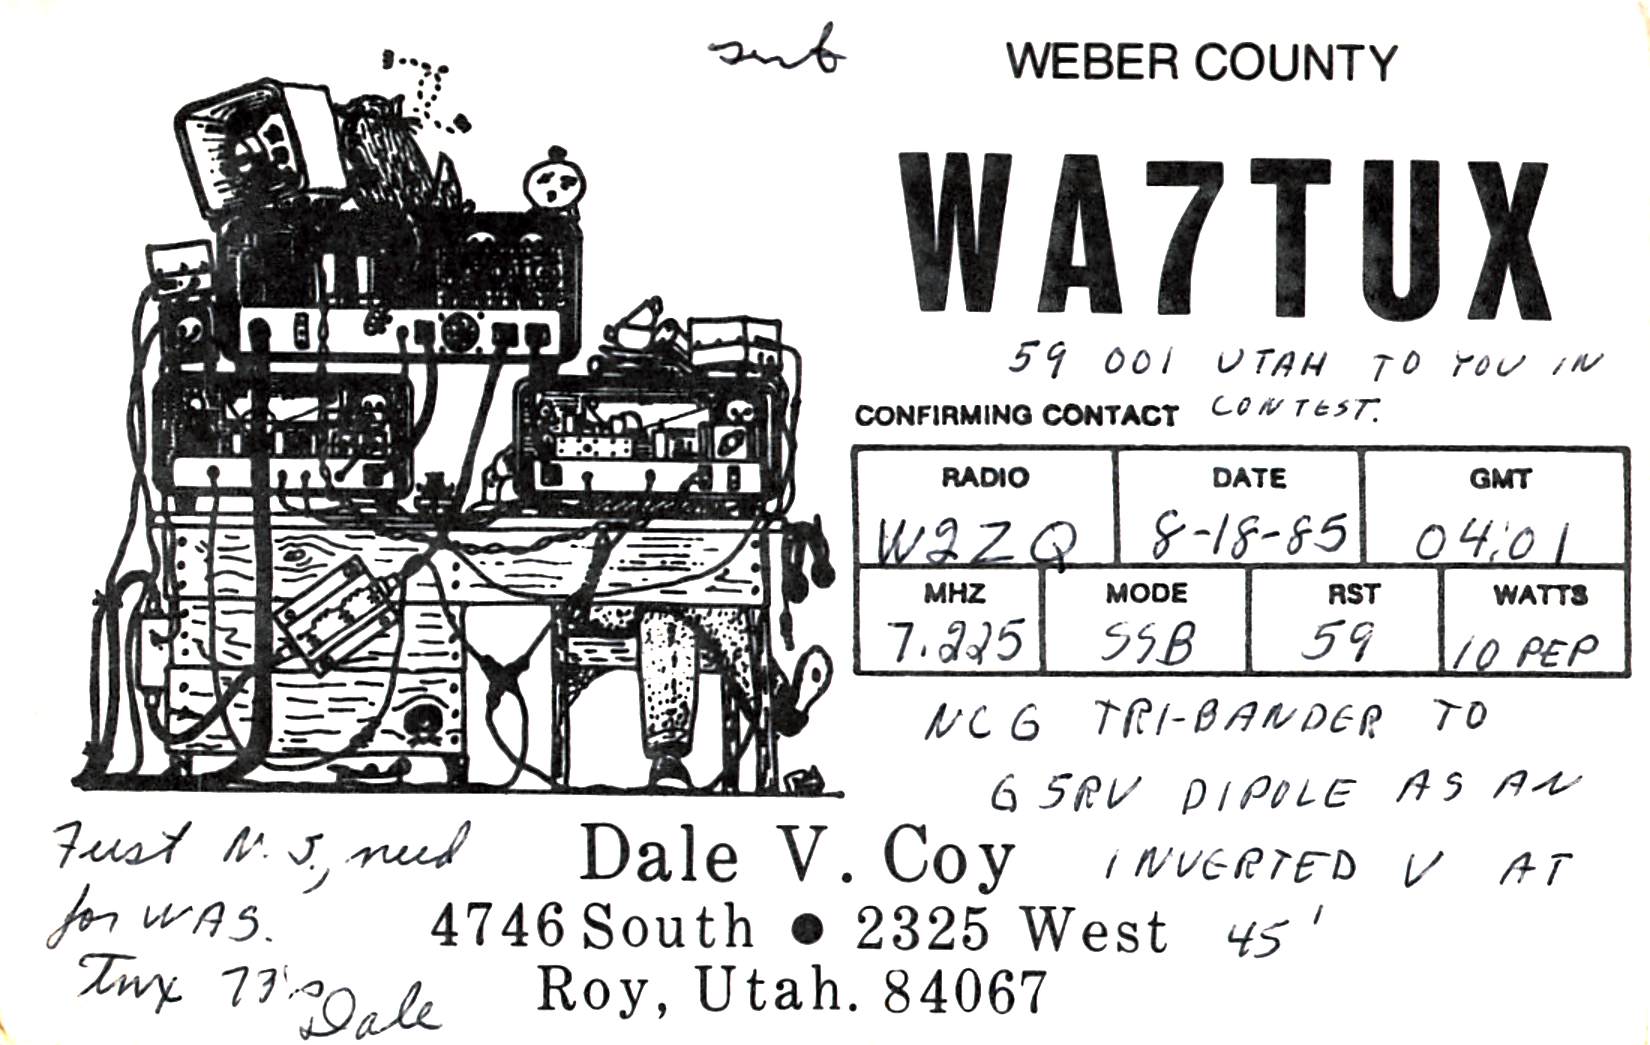 WEBER COUNTY
WA7TUX
59 001 UTAH TO YOU IN
CONTEST.
CONFIRMING CONTACT
RADIO DATE GMT
W2ZQ 8-18-85 04:01
MHZ MODE RST WATTS
7.225 SSB 59 10 PEP
NCG TRI-BANDER TO
G5RV DIPOLE AS AN
INVERTED V AT
45'
First N.J., need
for WAS.
Tnx 73's
Dale
Dale V. Coy
4746 South ● 2325 West
Roy, Utah. 84067